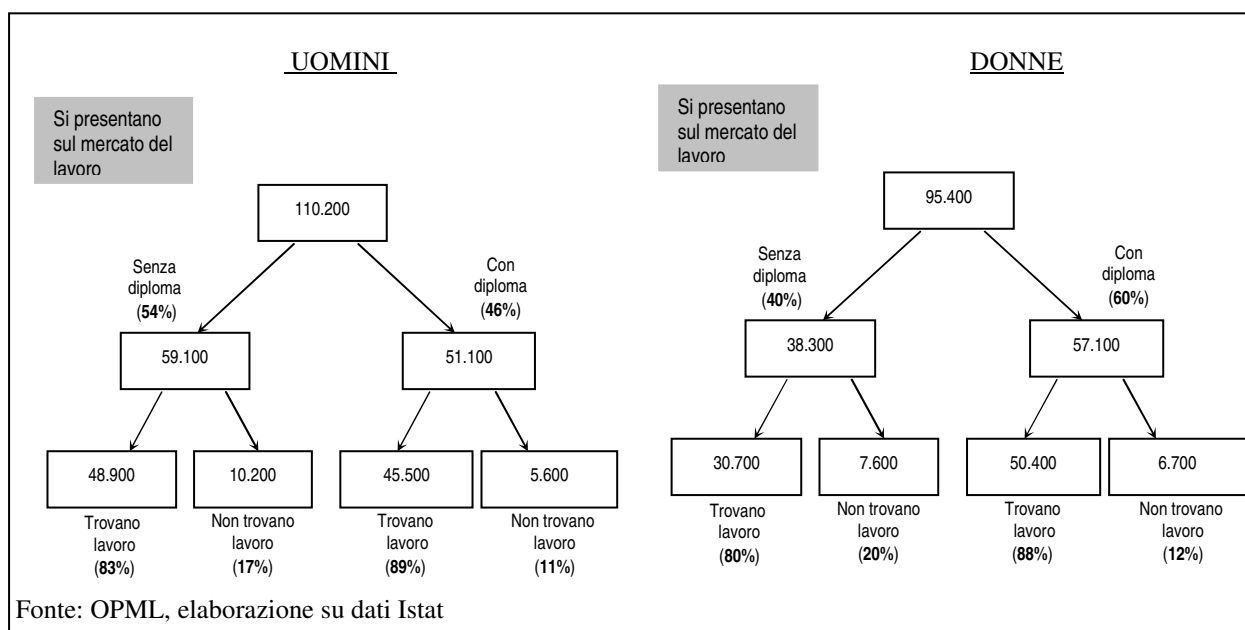 UOMINI
Si presentano
sul mercato del
lavoro
110.200
Senza
diploma
(54%)
Con
diploma
(46%)
59.100
51.100
48.900
10.200
45.500
5.600
Trovano
lavoro
(83%)
Non trovano
lavoro
(17%)
Trovano
lavoro
(89%)
Non trovano
lavoro
(11%)
DONNE
Si presentano
sul mercato del
lavoro
95.400
Senza
diploma
(40%)
Con
diploma
(60%)
38.300
57.100
30.700
7.600
50.400
6.700
Trovano
lavoro
(80%)
Non trovano
lavoro
(20%)
Trovano
lavoro
(88%)
Non trovano
lavoro
(12%)
Fonte: OPML, elaborazione su dati Istat